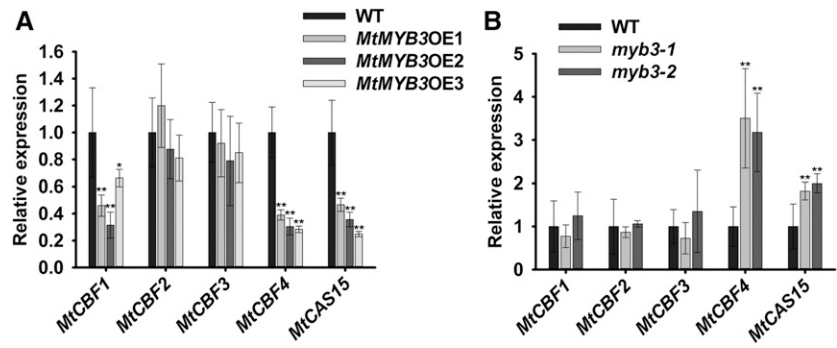 A
WT
MtMYB3OE1
MtMYB3OE2
MtMYB3OE3
Relative expression
1.6
1.4
1.2
1.0
0.8
0.6
0.4
0.2
0.0
** ** *
** ** **
** ** **
MtCBF1 MtCBF2 MtCBF3 MtCBF4 MtCAS15
B
WT
myb3-1
myb3-2
Relative expression
5
4
3
2
1
0
** **
** **
MtCBF1 MtCBF2 MtCBF3 MtCBF4 MtCAS15